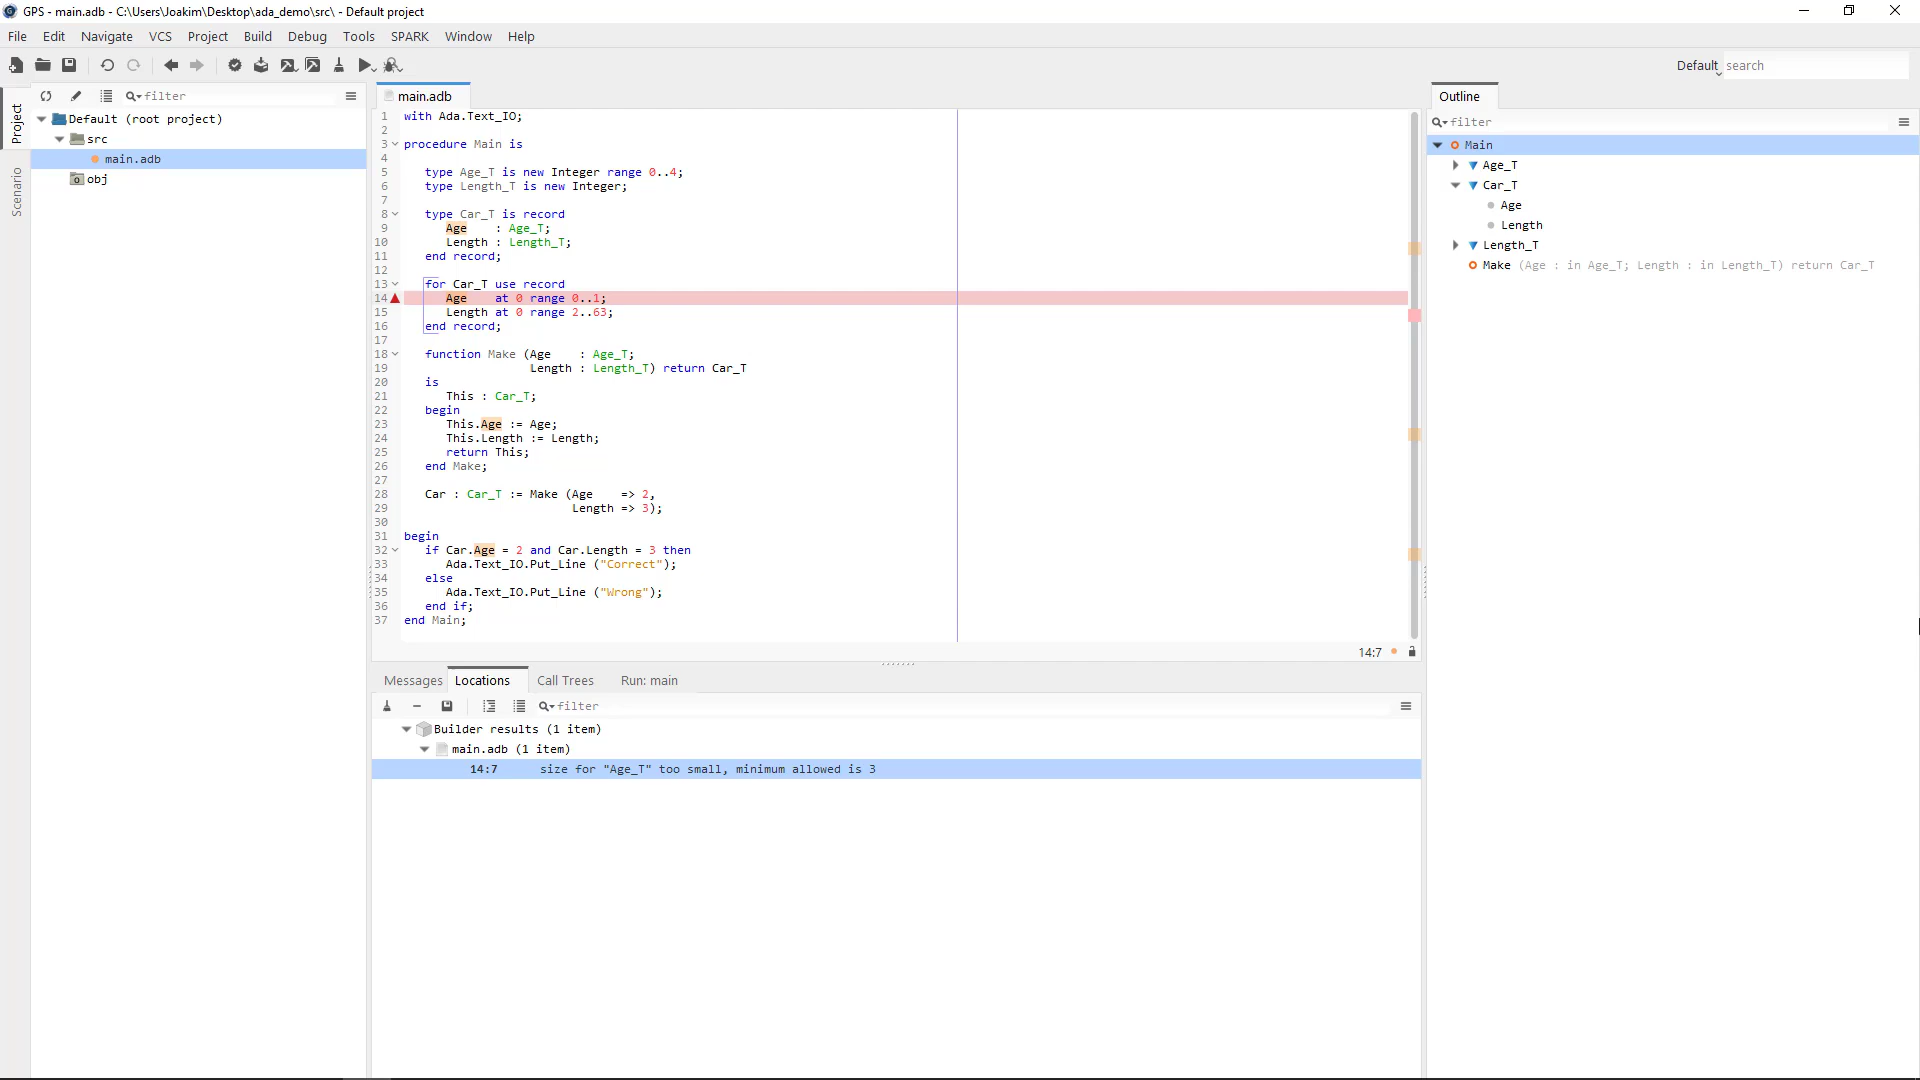 GPS - main.adb - C:\Users\Joakim\Desktop\ada_demo\src\ - Default project
File Edit Navigate VCS Project Build Debug Tools SPARK Window Help
Default search
Project
Scenario
filter
Default (root project)
src
main.adb
obj
main.adb
1 with Ada.Text_IO;
2
3 procedure Main is
4
5 type Age_T is new Integer range 0..4;
6 type Length_T is new Integer;
7
8 type Car_T is record
9 Age : Age_T;
10 Length : Length_T;
11 end record;
12
13 for Car_T use record
14 Age at 0 range 0..1;
15 Length at 0 range 2..63;
16 end record;
17
18 function Make (Age : Age_T;
19 Length : Length_T) return Car_T
20 is
21 This : Car_T;
22 begin
23 This.Age := Age;
24 This.Length := Length;
25 return This;
26 end Make;
27
28 Car : Car_T := Make (Age => 2,
29 Length => 3);
30
31 begin
32 if Car.Age = 2 and Car.Length = 3 then
33 Ada.Text_IO.Put_Line ("Correct");
34 else
35 Ada.Text_IO.Put_Line ("Wrong");
36 end if;
37 end Main;
14:7
Messages Locations Call Trees Run: main
filter
Builder results (1 item)
main.adb (1 item)
14:7 size for "Age_T" too small, minimum allowed is 3
Outline
filter
Main
Age_T
Car_T
Age
Length
Length_T
Make (Age : in Age_T; Length : in Length_T) return Car_T